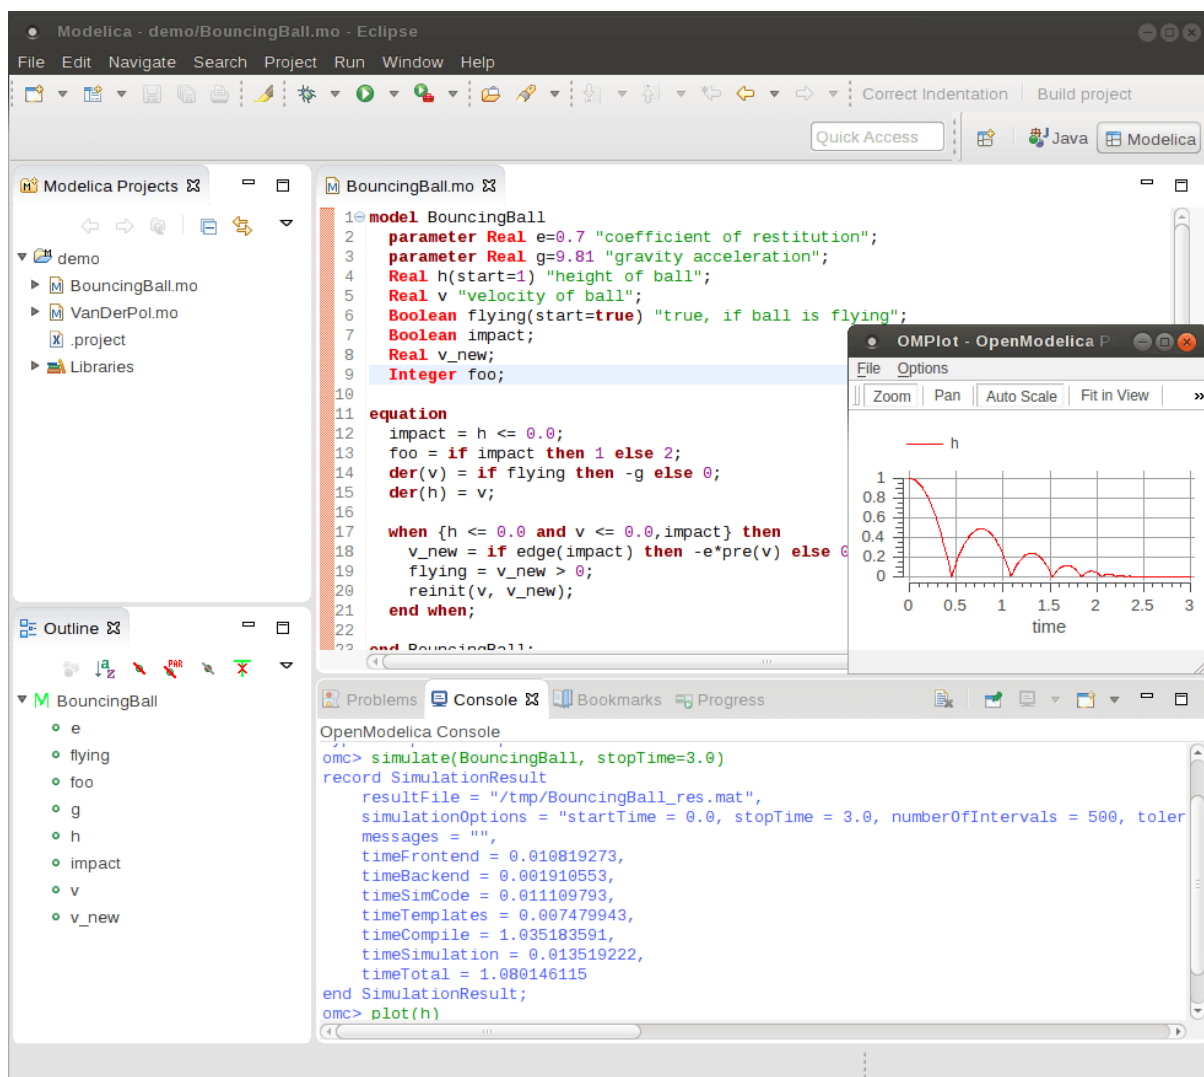 Modelica - demo/BouncingBall.mo - Eclipse
File Edit Navigate Search Project Run Window Help
Correct Indentation Build project
Quick Access Java Modelica
Modelica Projects
demo
BouncingBall.mo
VanDerPol.mo
.project
Libraries
BouncingBall.mo
1 model BouncingBall
2 parameter Real e=0.7 "coefficient of restitution";
3 parameter Real g=9.81 "gravity acceleration";
4 Real h(start=1) "height of ball";
5 Real v "velocity of ball";
6 Boolean flying(start=true) "true, if ball is flying";
7 Boolean impact;
8 Real v_new;
9 Integer foo;
10
11 equation
12 impact = h <= 0.0;
13 foo = if impact then 1 else 2;
14 der(v) = if flying then -g else 0;
15 der(h) = v;
16
17 when {h <= 0.0 and v <= 0.0,impact} then
18 v_new = if edge(impact) then -e*pre(v) else 0
19 flying = v_new > 0;
20 reinit(v, v_new);
21 end when;
22
23 end BouncingBall;
OMPlot - OpenModelica P
File Options
Zoom Pan Auto Scale Fit in View »
h
1
0.8
0.6
0.4
0.2
0
0 0.5 1 1.5 2 2.5 3
time
Outline
BouncingBall
e
flying
foo
g
h
impact
v
v_new
Problems Console Bookmarks Progress
OpenModelica Console
omc> simulate(BouncingBall, stopTime=3.0)
record SimulationResult
resultFile = "/tmp/BouncingBall_res.mat",
simulationOptions = "startTime = 0.0, stopTime = 3.0, numberOfIntervals = 500, toler
messages = "",
timeFrontend = 0.010819273,
timeBackend = 0.001910553,
timeSimCode = 0.011109793,
timeTemplates = 0.007479943,
timeCompile = 1.035183591,
timeSimulation = 0.013519222,
timeTotal = 1.080146115
end SimulationResult;
omc> plot(h)